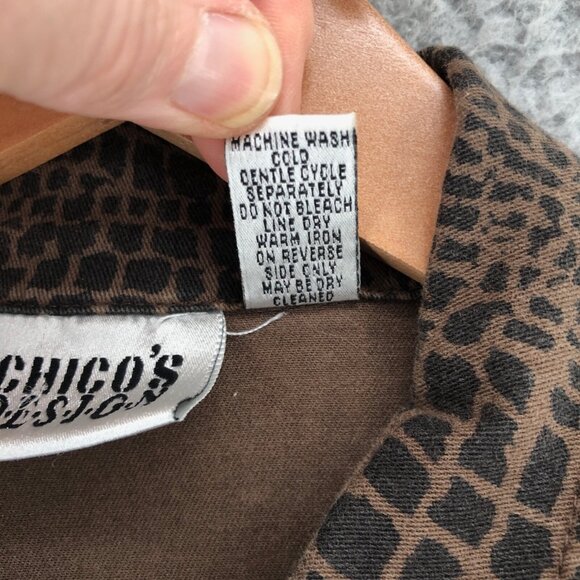 MACHINE WASH
COLD
GENTLE CYCLE
SEPARATELY
DO NOT BLEACH
LINE DRY
WARM IRON
ON REVERSE
SIDE ONLY
MAY BE DRY
CLEANED
CHICO'S
DESIGN